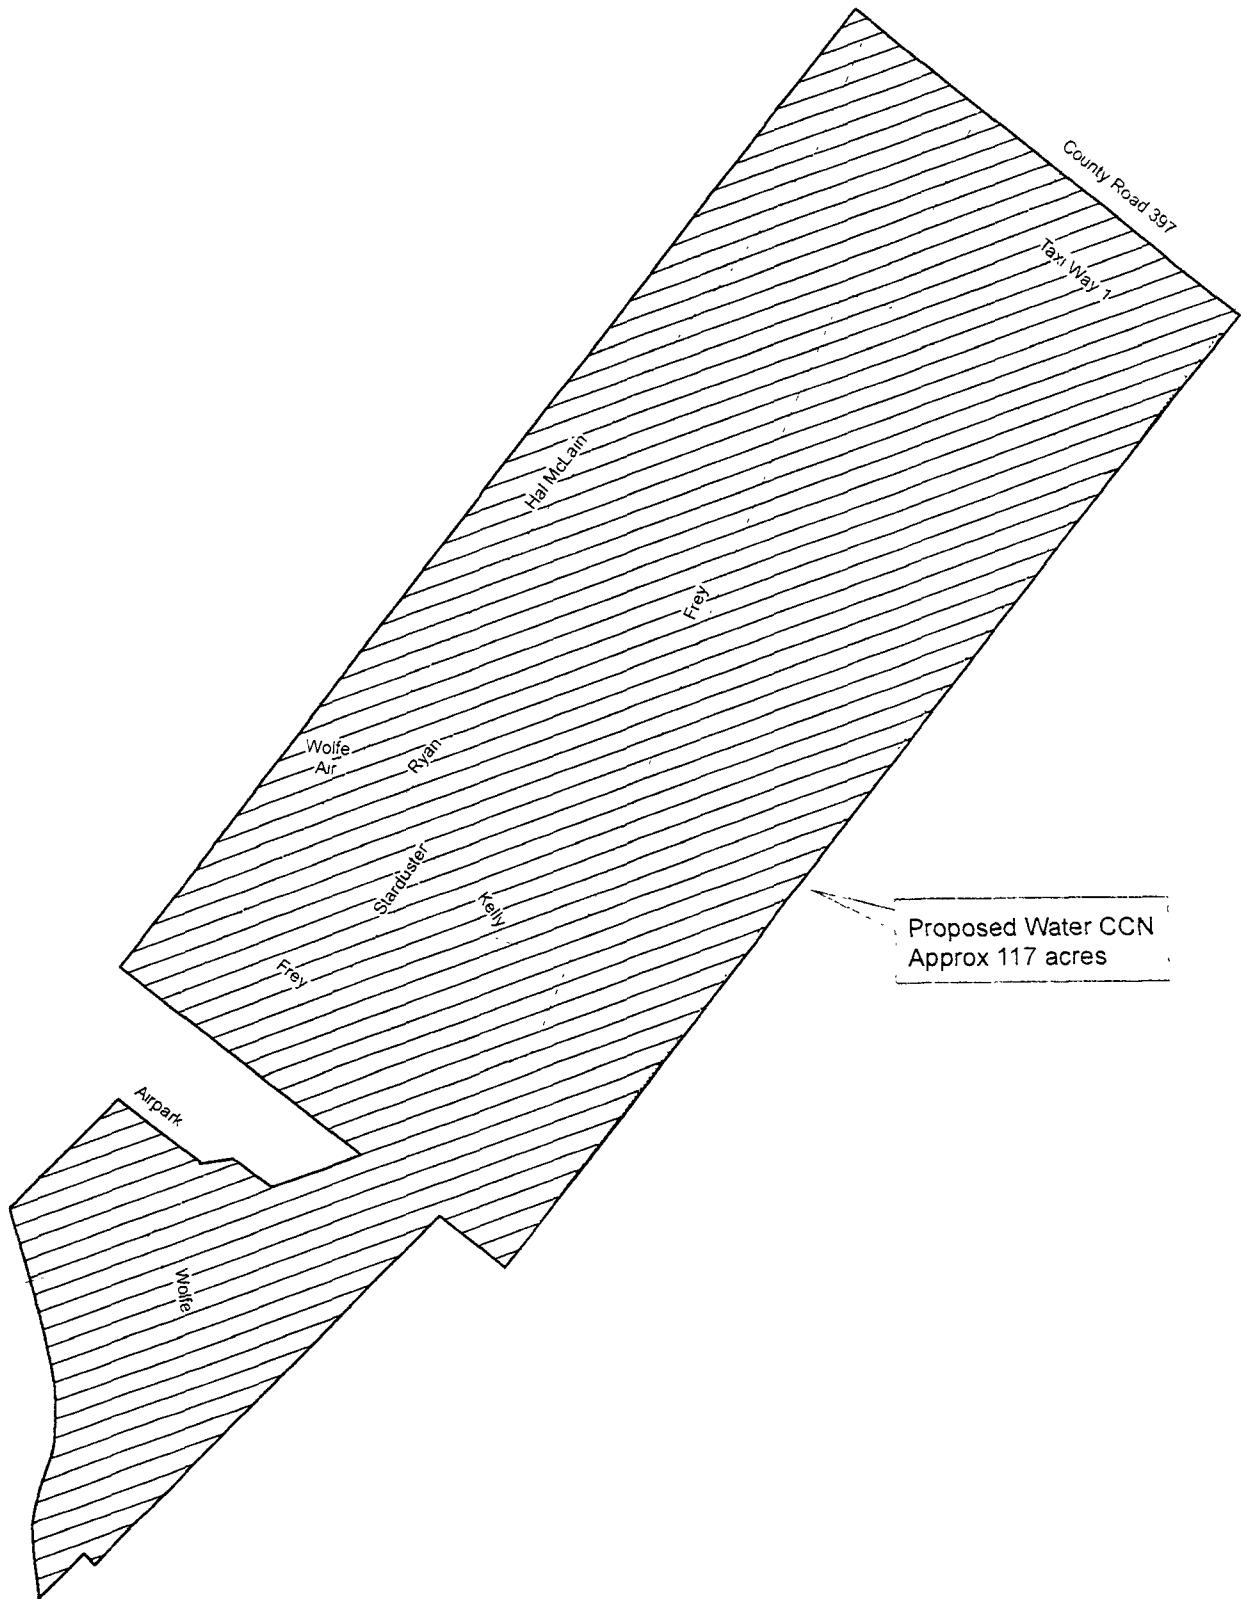 County Road 397
Taxi Way 1
Hal McLain
Frey
Wolfe
Air
Ryan
Starduster
Kelly
Proposed Water CCN
Approx 117 acres
Frey
Airpark
Wolfe